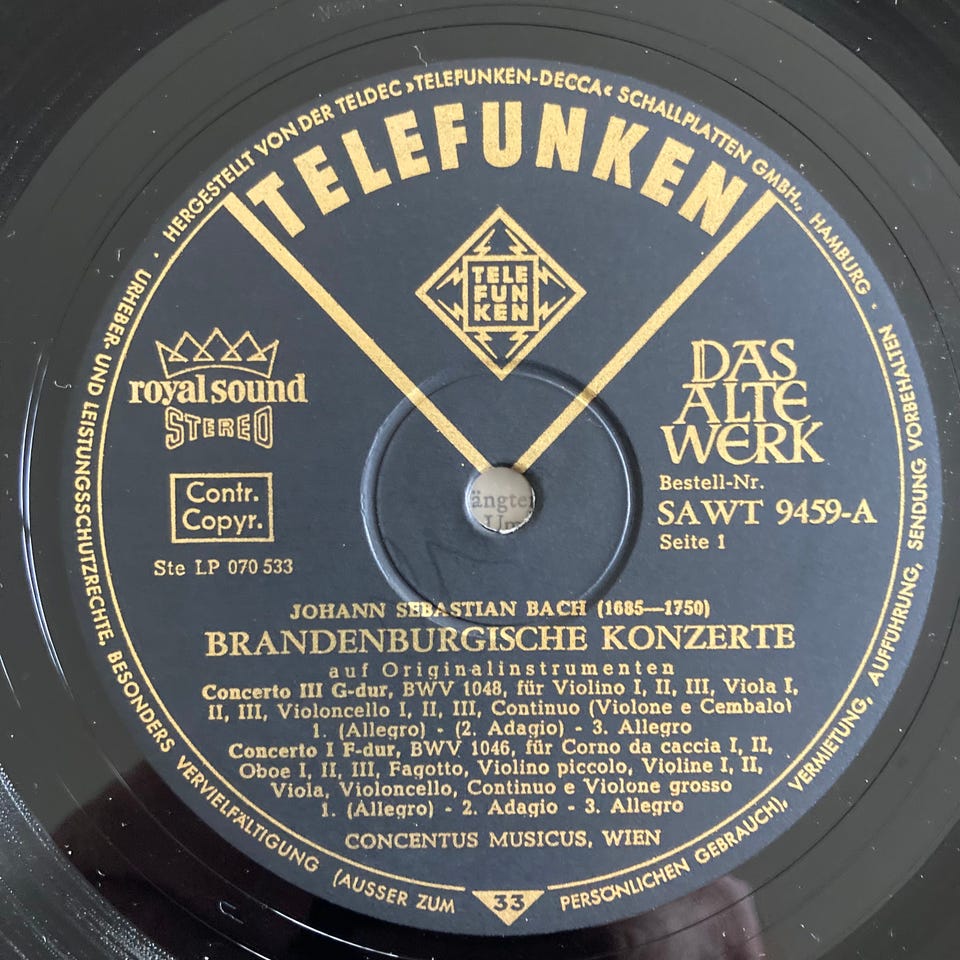 HERGESTELLT VON DER TELDEC »TELEFUNKEN-DECCA« SCHALLPLATTEN GMBH., HAMBURG · URHEBER- UND LEISTUNGSSCHUTZRECHTE, BESONDERS VERVIELFÄLTIGUNG (AUSSER ZUM PERSÖNLICHEN GEBRAUCH), VERMIETUNG, AUFFÜHRUNG, SENDUNG VORBEHALTEN ·
TELEFUNKEN
TELE
FUN
KEN
royal sound
STEREO
Contr.
Copyr.
Ste LP 070 533
DAS
ALTE
WERK
Bestell-Nr.
SAWT 9459-A
Seite 1
ängten
JOHANN SEBASTIAN BACH (1685—1750)
BRANDENBURGISCHE KONZERTE
auf Originalinstrumenten
Concerto III G-dur, BWV 1048, für Violino I, II, III, Viola I,
II, III, Violoncello I, II, III, Continuo (Violone e Cembalo)
1. (Allegro) - (2. Adagio) - 3. Allegro
Concerto I F-dur, BWV 1046, für Corno da caccia I, II,
Oboe I, II, III, Fagotto, Violino piccolo, Violine I, II,
Viola, Violoncello, Continuo e Violone grosso
1. (Allegro) - 2. Adagio - 3. Allegro
CONCENTUS MUSICUS, WIEN
33